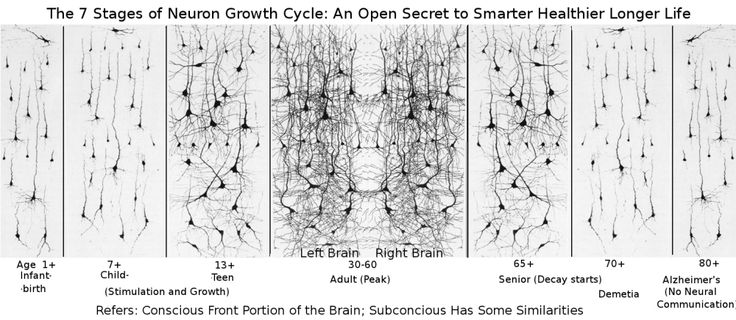 The 7 Stages of Neuron Growth Cycle: An Open Secret to Smarter Healthier Longer Life
Left Brain Right Brain
Age 1+ 7+ 13+ 30-60 65+ 70+ 80+
Infant- Child- Teen Adult (Peak) Senior (Decay starts) Alzheimer's
birth (Stimulation and Growth) Demetia (No Neural
Communication)
Refers: Conscious Front Portion of the Brain; Subconcious Has Some Similarities